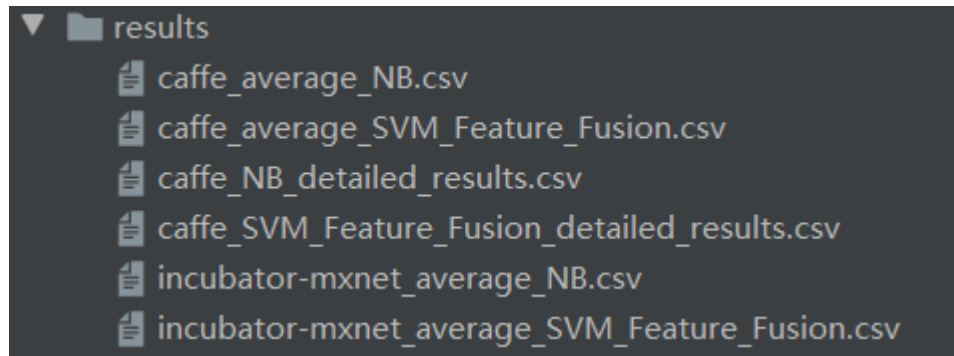 results
caffe_average_NB.csv
caffe_average_SVM_Feature_Fusion.csv
caffe_NB_detailed_results.csv
caffe_SVM_Feature_Fusion_detailed_results.csv
incubator-mxnet_average_NB.csv
incubator-mxnet_average_SVM_Feature_Fusion.csv